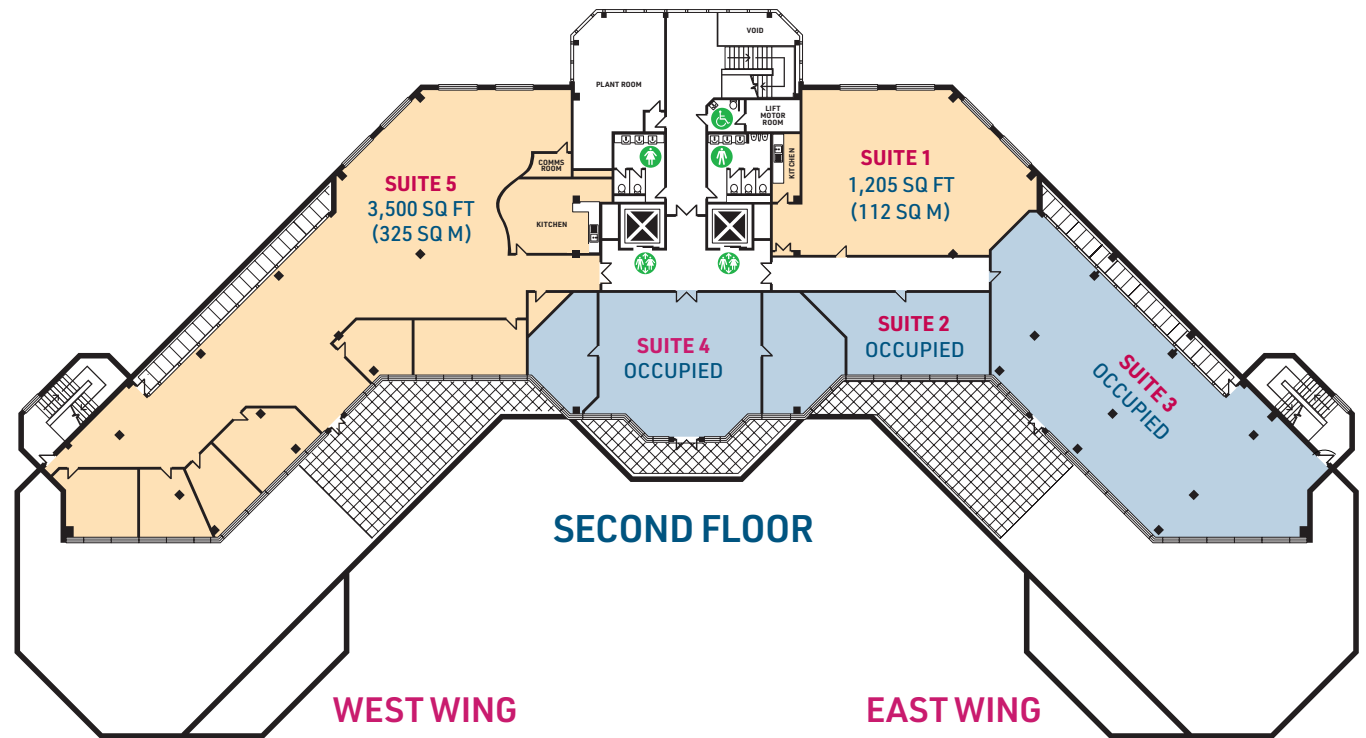 VOID
PLANT ROOM
LIFT
MOTOR
ROOM
COMMS
ROOM
KITCHEN
KITCHEN
SUITE 5
3,500 SQ FT
(325 SQ M)
SUITE 1
1,205 SQ FT
(112 SQ M)
SUITE 4
OCCUPIED
SUITE 2
OCCUPIED
SUITE 3
OCCUPIED
SECOND FLOOR
WEST WING
EAST WING